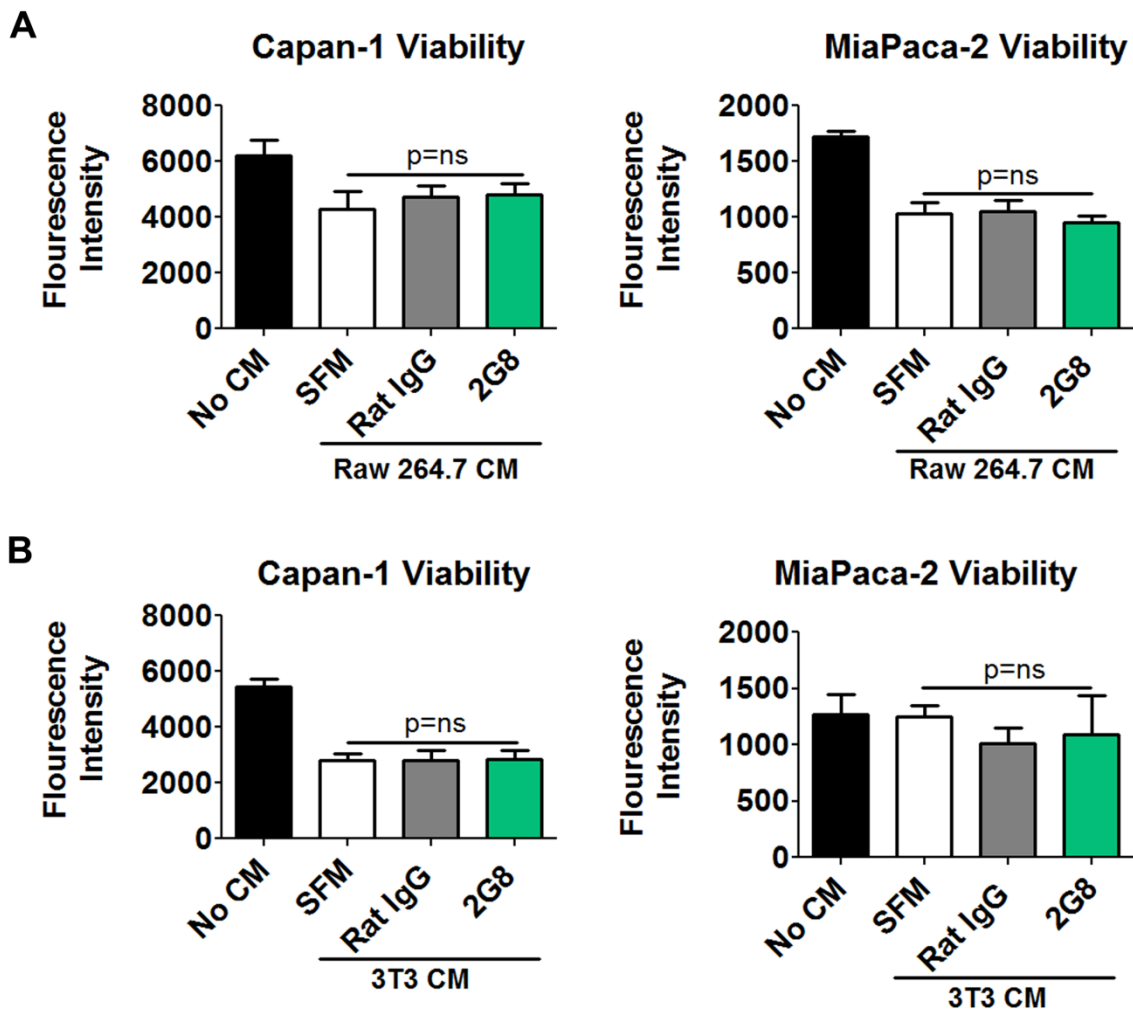 A
Capan-1 Viability
Flourescence
Intensity
8000
6000
4000
2000
0
p=ns
No CM
SFM
Rat IgG
2G8
Raw 264.7 CM
MiaPaca-2 Viability
Flourescence
Intensity
2000
1500
1000
500
0
p=ns
No CM
SFM
Rat IgG
2G8
Raw 264.7 CM
B
Capan-1 Viability
Flourescence
Intensity
8000
6000
4000
2000
0
p=ns
No CM
SFM
Rat IgG
2G8
3T3 CM
MiaPaca-2 Viability
Flourescence
Intensity
2000
1500
1000
500
0
p=ns
No CM
SFM
Rat IgG
2G8
3T3 CM